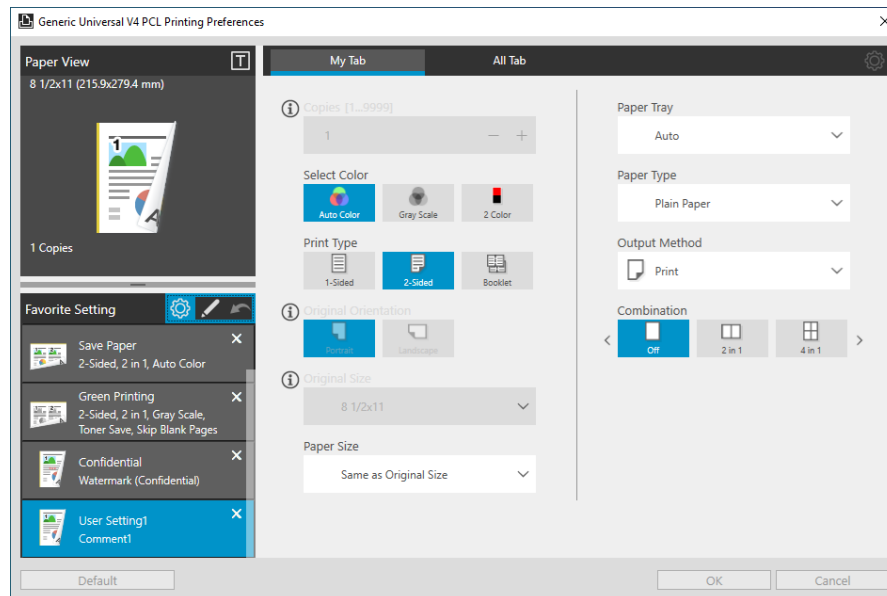 Generic Universal V4 PCL Printing Preferences
Paper View
T
8 1/2x11 (215.9x279.4 mm)
1
A
1 Copies
Favorite Setting
Save Paper
2-Sided, 2 in 1, Auto Color
Green Printing
2-Sided, 2 in 1, Gray Scale,
Toner Save, Skip Blank Pages
Confidential
Watermark (Confidential)
User Setting1
Comment1
My Tab
All Tab
Copies [1...9999]
1
Select Color
Auto Color
Gray Scale
2 Color
Print Type
1-Sided
2-Sided
Booklet
Original Orientation
Portrait
Landscape
Original Size
8 1/2x11
Paper Size
Same as Original Size
Paper Tray
Auto
Paper Type
Plain Paper
Output Method
Print
Combination
Off
2 in 1
4 in 1
Default
OK
Cancel